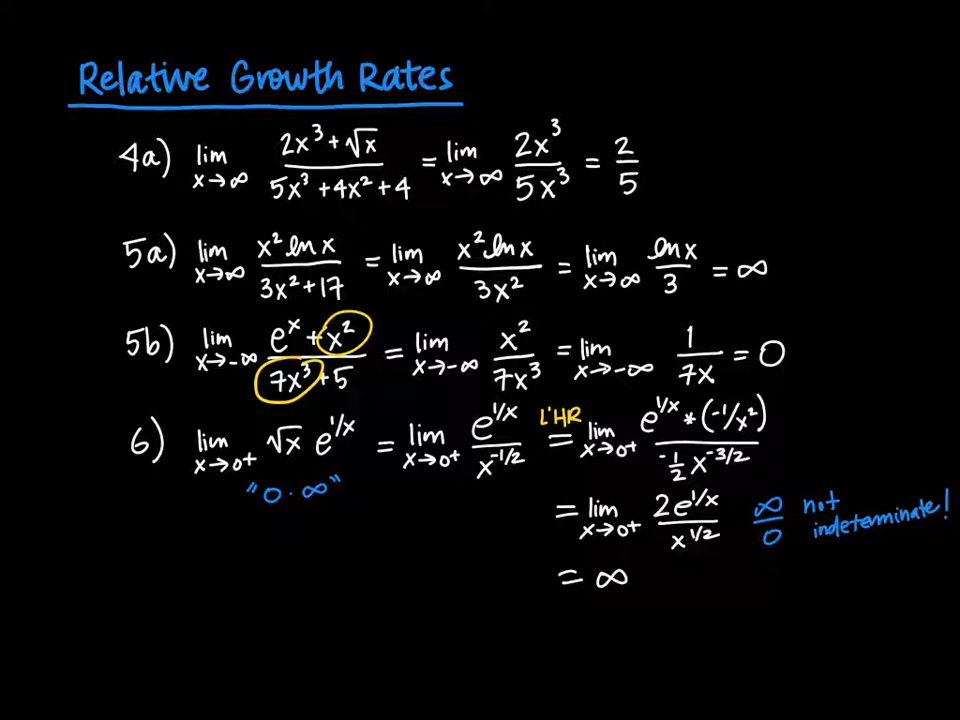 Relative Growth Rates
4a) lim x→∞ (2x³ + √x)/(5x³ + 4x² + 4) = lim x→∞ 2x³/5x³ = 2/5
5a) lim x→∞ (x² ln x)/(3x² + 17) = lim x→∞ (x² ln x)/(3x²) = lim x→∞ (ln x)/3 = ∞
5b) lim x→-∞ (eˣ + x²)/(7x³ + 5) = lim x→-∞ x²/7x³ = lim x→-∞ 1/7x = 0
6) lim x→0+ √x e^(1/x) = lim x→0+ e^(1/x)/x^(-1/2) L'HR = lim x→0+ (e^(1/x) * (-1/x²))/(-1/2 x^(-3/2))
"0 · ∞"
= lim x→0+ 2e^(1/x)/x^(1/2) ∞/0 not indeterminate!
= ∞